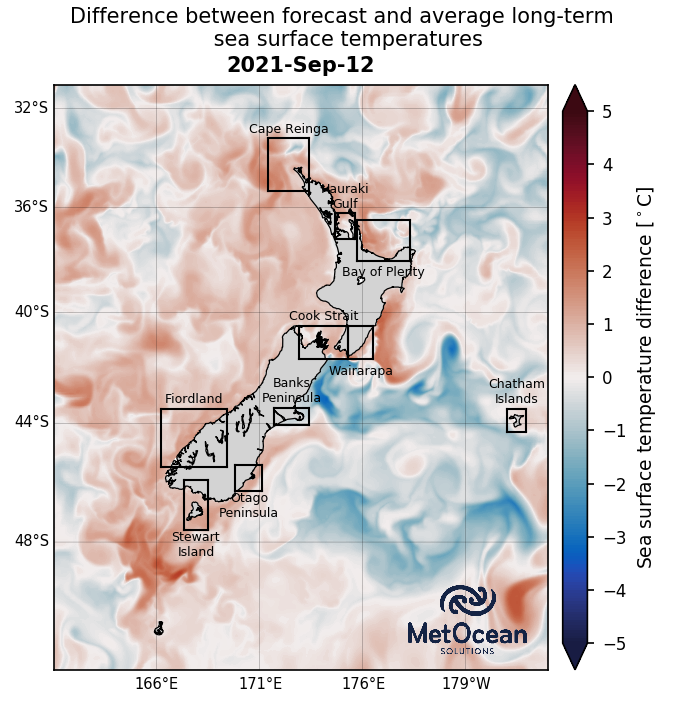 Difference between forecast and average long-term
sea surface temperatures
2021-Sep-12
32°S
36°S
40°S
44°S
48°S
166°E
171°E
176°E
179°W
Cape Reinga
Hauraki
Gulf
Bay of Plenty
Cook Strait
Wairarapa
Banks
Peninsula
Fiordland
Chatham
Islands
Otago
Peninsula
Stewart
Island
MetOcean
SOLUTIONS
5
4
3
2
1
0
−1
−2
−3
−4
−5
Sea surface temperature difference [°C]